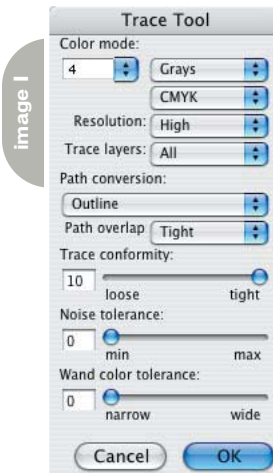 image I
Trace Tool
Color mode:
4 Grays
CMYK
Resolution: High
Trace layers: All
Path conversion:
Outline
Path overlap Tight
Trace conformity:
10
loose tight
Noise tolerance:
0
min max
Wand color tolerance:
0
narrow wide
Cancel OK